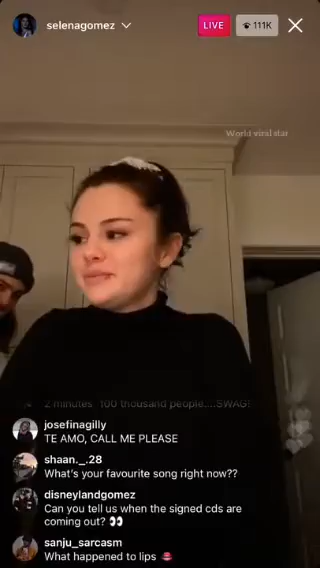 selenagomez
LIVE
111K
World viral star
2 minutes 100 thousand people....SWAG!
josefinagilly
TE AMO, CALL ME PLEASE
shaan._.28
What's your favourite song right now??
disneylandgomez
Can you tell us when the signed cds are
coming out? 👀
sanju_sarcasm
What happened to lips 💋